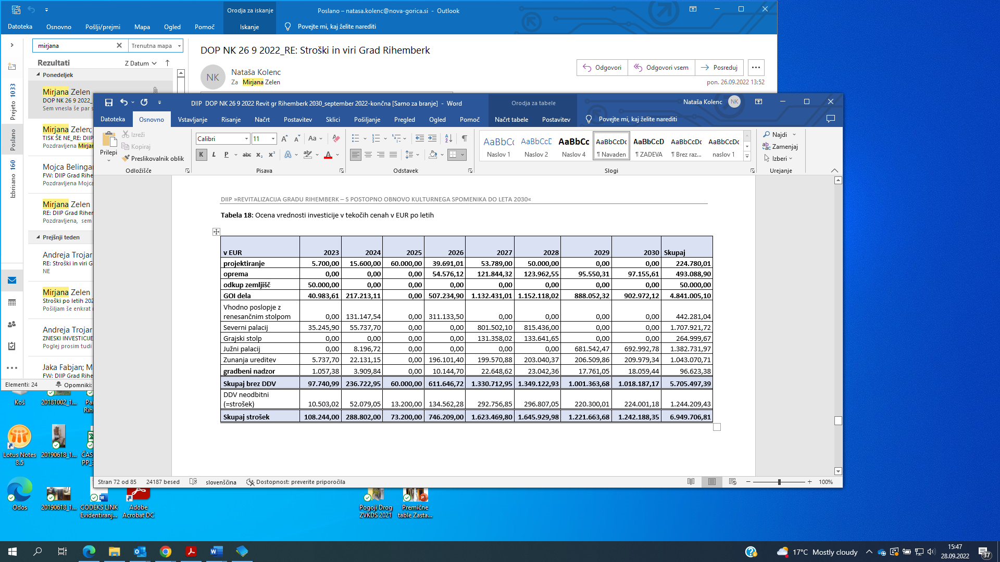 Orodja za iskanje
Poslano – natasa.kolenc@nova-gorica.si - Outlook
Datoteka Osnovno Pošlji/prejmi Mapa Ogled Pomoč Iskanje Povejte mi, kaj želite narediti
mirjana Trenutna mapa
Rezultati Z Datum
Prejeto 1033
Poslano
Izbrisano 160
Ponedeljek
Mirjana Zelen
DOP NK 26 9 2022_
Sem vnesla še par s
Mirjana Zelen;
TISK ŠE NE_RE: DIIP
Pozdravljena Mirjan
Mojca Belingar
FW: DIIP Grad Rihe
Pozdravljena Mojca
Mirjana Zelen
RE: DIIP Grad Rihem
Pozdravljena, sem
Prejšnji teden
Andreja Trojar
RE: Stroški in viri G
NE
Mirjana Zelen
Stroški po letih 202
Pošiljam še enkrat
Andreja Trojar
ZNESKI INVESTICIJE
Poglej prosim tudi
Jaka Fabjan; M
FW: DIIP Grad Rihe
Elementi: 24 Opomniki:
DOP NK 26 9 2022_RE: Stroški in viri Grad Rihemberk
NK
Nataša Kolenc
Za Mirjana Zelen
Odgovori Odgovori vsem Posreduj
pon. 26.09.2022 13:52
DIIP DOP NK 26 9 2022 Revit gr Rihemberk 2030_september 2022-končna [Samo za branje] - Word
Orodja za tabele
Nataša Kolenc NK
Datoteka Osnovno Vstavljanje Risanje Načrt Postavitev Sklici Pošiljanje Pregled Ogled Pomoč Načrt tabele Postavitev Povejte mi, kaj želite narediti
Prilepi
Izreži
Kopiraj
Preslikovalnik oblik
Odložišče
Calibri 11
K L P abc x₂ x²
Pisava
Odstavek
AaBbCc Naslov 1
AaBbCcD Naslov 2
AaBbCc Naslov 4
AaBbCcDc ¶ Navaden
AaBbCcD ¶ ZADEVA
AaBbCcDc ¶ Brez raz...
AaBbCcDc naslov 1
Slogi
Najdi
Zamenjaj
Izberi
Urejanje
DIIP »REVITALIZACIJA GRADU RIHEMBERK – S POSTOPNO OBNOVO KULTURNEGA SPOMENIKA DO LETA 2030«
Tabela 18: Ocena vrednosti investicije v tekočih cenah v EUR po letih
v EUR 2023 2024 2025 2026 2027 2028 2029 2030 Skupaj
projektiranje 5.700,00 15.600,00 60.000,00 39.691,01 53.789,00 50.000,00 0,00 0,00 224.780,01
oprema 0,00 0,00 0,00 54.576,12 121.844,32 123.962,55 95.550,31 97.155,61 493.088,90
odkup zemljišč 50.000,00 0,00 0,00 0,00 0,00 0,00 0,00 0,00 50.000,00
GOI dela 40.983,61 217.213,11 0,00 507.234,90 1.132.431,01 1.152.118,02 888.052,32 902.972,12 4.841.005,10
Vhodno poslopje z
renesančnim stolpom 0,00 131.147,54 0,00 311.133,50 0,00 0,00 0,00 0,00 442.281,04
Severni palacij 35.245,90 55.737,70 0,00 0,00 801.502,10 815.436,00 0,00 0,00 1.707.921,72
Grajski stolp 0,00 0,00 0,00 0,00 131.358,02 133.641,65 0,00 0,00 264.999,67
Južni palacij 0,00 8.196,72 0,00 0,00 0,00 0,00 681.542,47 692.992,78 1.382.731,97
Zunanja ureditev 5.737,70 22.131,15 0,00 196.101,40 199.570,88 203.040,37 206.509,86 209.979,34 1.043.070,71
gradbeni nadzor 1.057,38 3.909,84 0,00 10.144,70 22.648,62 23.042,36 17.761,05 18.059,44 96.623,38
Skupaj brez DDV 97.740,99 236.722,95 60.000,00 611.646,72 1.330.712,95 1.349.122,93 1.001.363,68 1.018.187,17 5.705.497,39
DDV neodbitni
(=strošek) 10.503,02 52.079,05 13.200,00 134.562,28 292.756,85 296.807,05 220.300,01 224.001,18 1.244.209,43
Skupaj strošek 108.244,00 288.802,00 73.200,00 746.209,00 1.623.469,80 1.645.929,98 1.221.663,68 1.242.188,35 6.949.706,81
Stran 72 od 85 24187 besed slovenščina Dostopnost: preverite priporočila 100%
Koš
20181002_1...
Lotus Notes
8.5
20190618_1...
Odos
20190618_1...
CODEKS LINK
Evidentiranj...
Adobe
Acrobat DC
Pogoji Drog
ZVKDS 2021
Premične
table Zasta...
17°C Mostly cloudy
15:47
28.09.2022
37